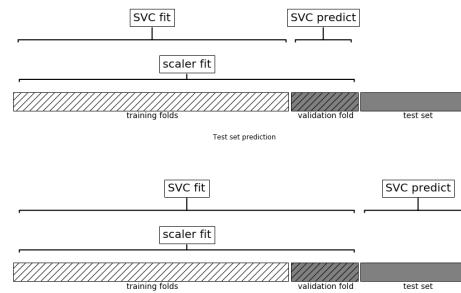 SVC fit SVC predict
scaler fit
training folds validation fold test set
Test set prediction
SVC fit SVC predict
scaler fit
training folds validation fold test set